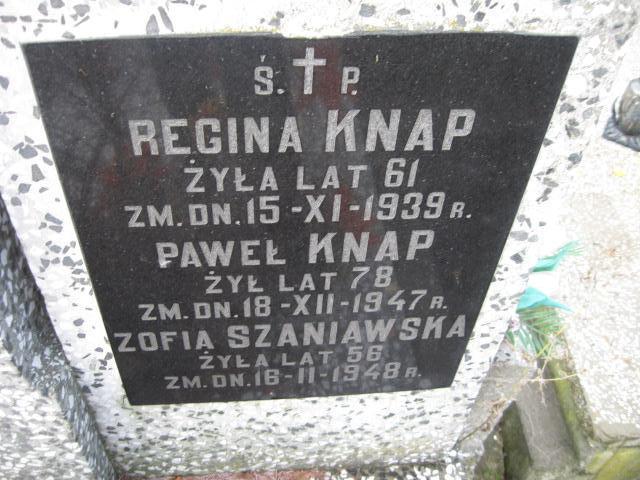 Ś. † P.
REGINA KNAP
ŻYŁA LAT 61
ZM. DN. 15-XI-1939 R.
PAWEŁ KNAP
ŻYŁ LAT 78
ZM. DN. 18-XII-1947 R.
ZOFIA SZANIAWSKA
ŻYŁA LAT 56
ZM. DN. 16-II-1948 R.